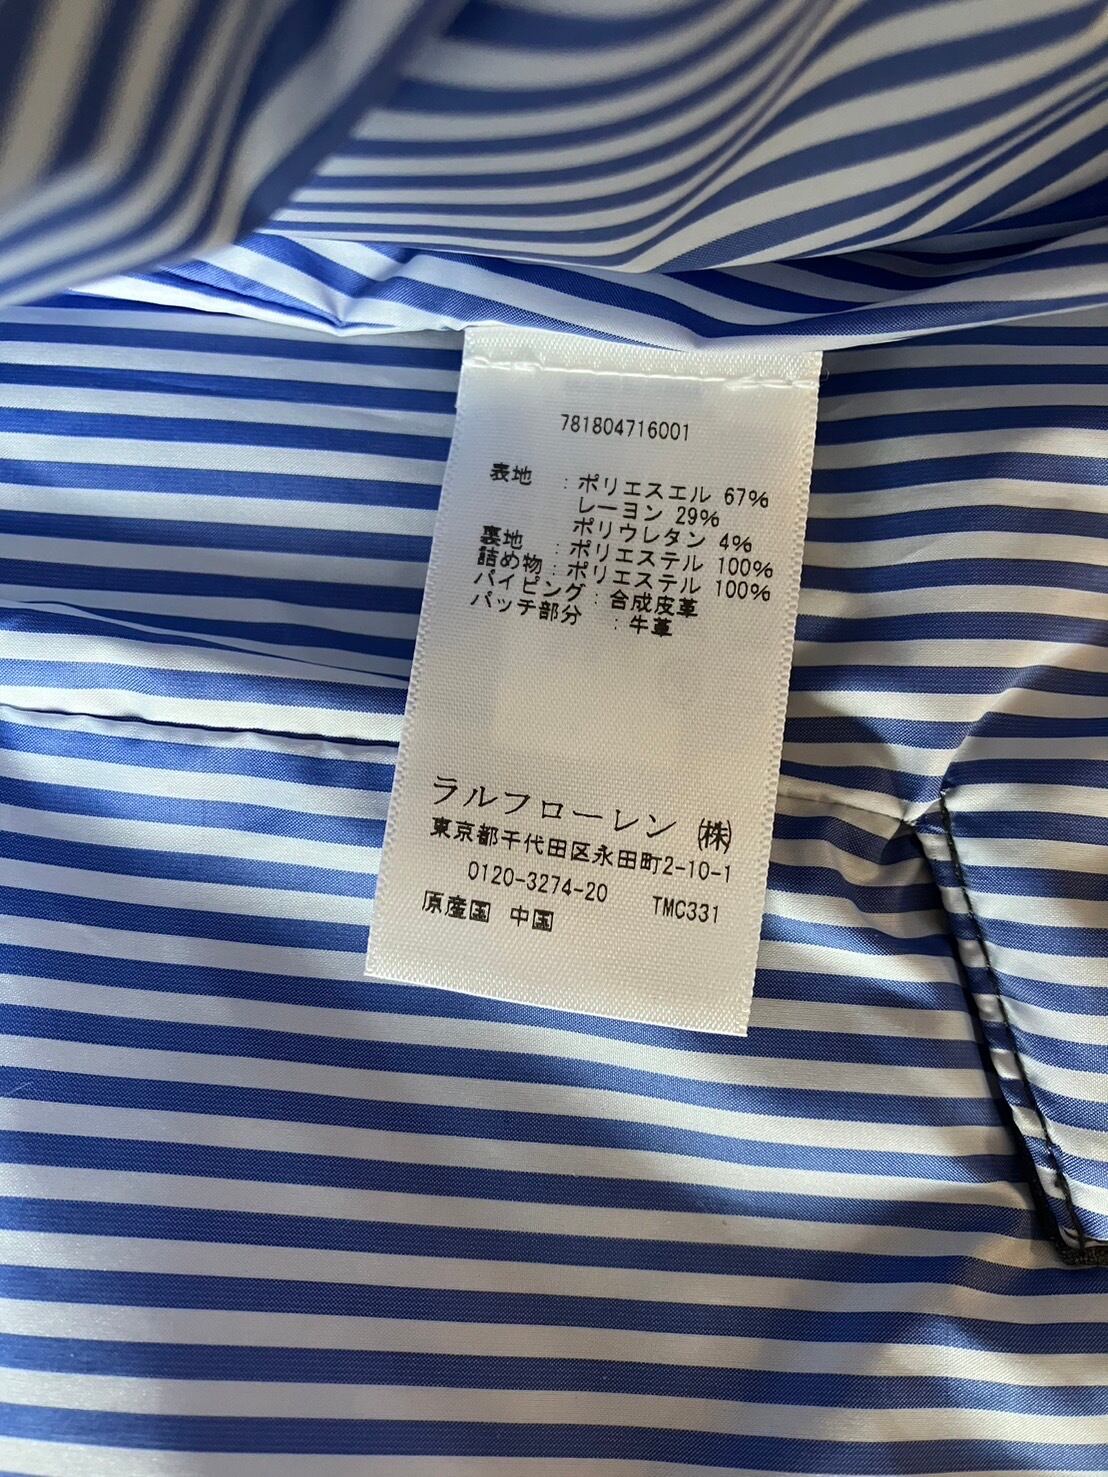 781804716001
表地 : ポリエスエル 67%
レーヨン 29%
ポリウレタン 4%
裏地 : ポリエステル 100%
詰め物 : ポリエステル 100%
パイピング : 合成皮革
パッチ部分 : 牛革
ラルフローレン ㈱
東京都千代田区永田町2-10-1
0120-3274-20 TMC331
原産国 中国